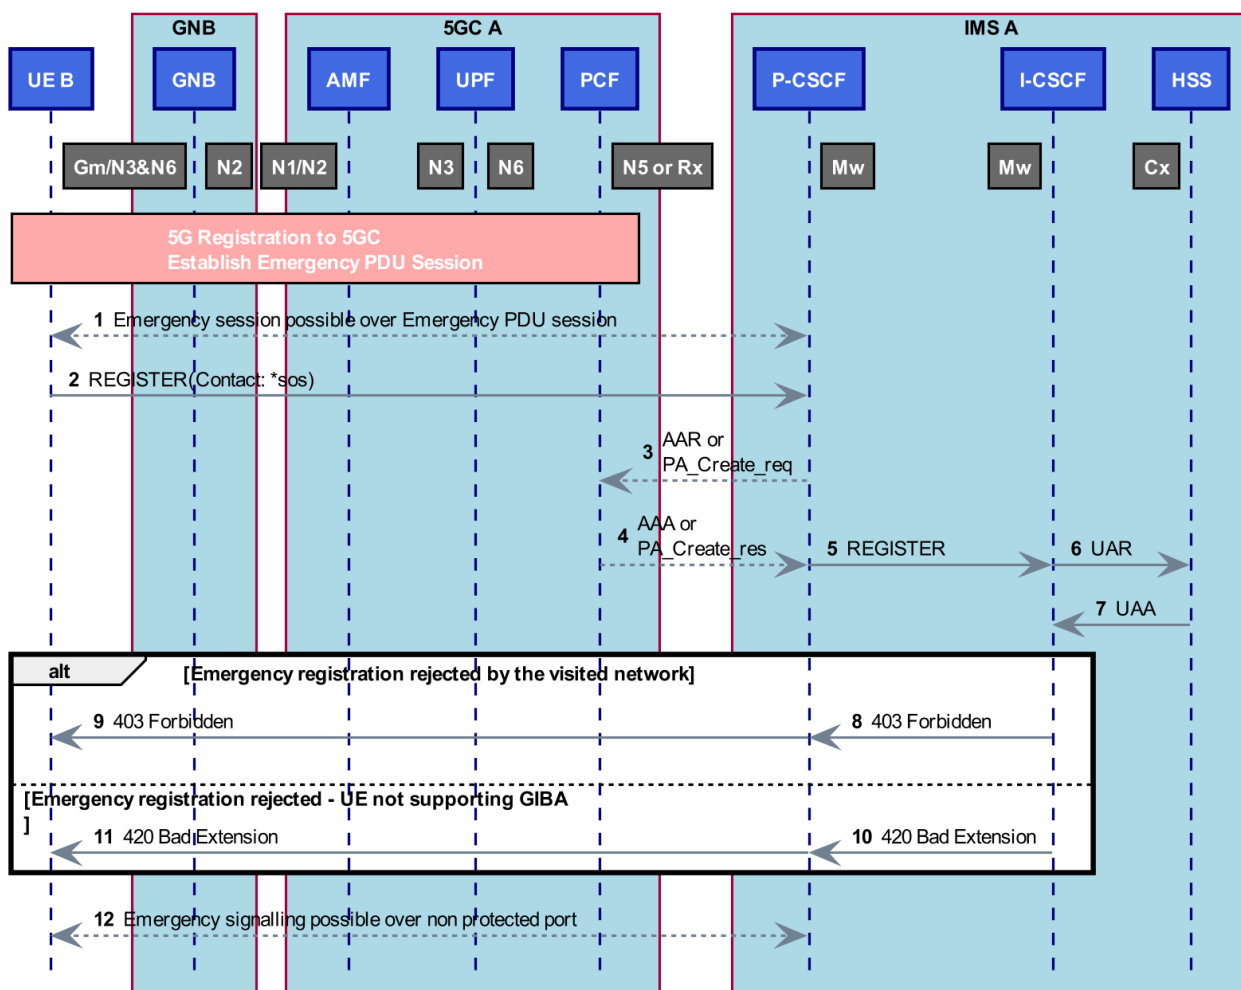 GNB
5GC A
IMS A
UE B
GNB
AMF
UPF
PCF
P-CSCF
I-CSCF
HSS
Gm/N3&N6
N2
N1/N2
N3
N6
N5 or Rx
Mw
Mw
Cx
5G Registration to 5GC
Establish Emergency PDU Session
1 Emergency session possible over Emergency PDU session
2 REGISTER(Contact: *sos)
3 AAR or
PA_Create_req
4 AAA or
PA_Create_res
5 REGISTER
6 UAR
7 UAA
alt
[Emergency registration rejected by the visited network]
9 403 Forbidden
8 403 Forbidden
[Emergency registration rejected - UE not supporting GIBA
]
11 420 Bad Extension
10 420 Bad Extension
12 Emergency signalling possible over non protected port